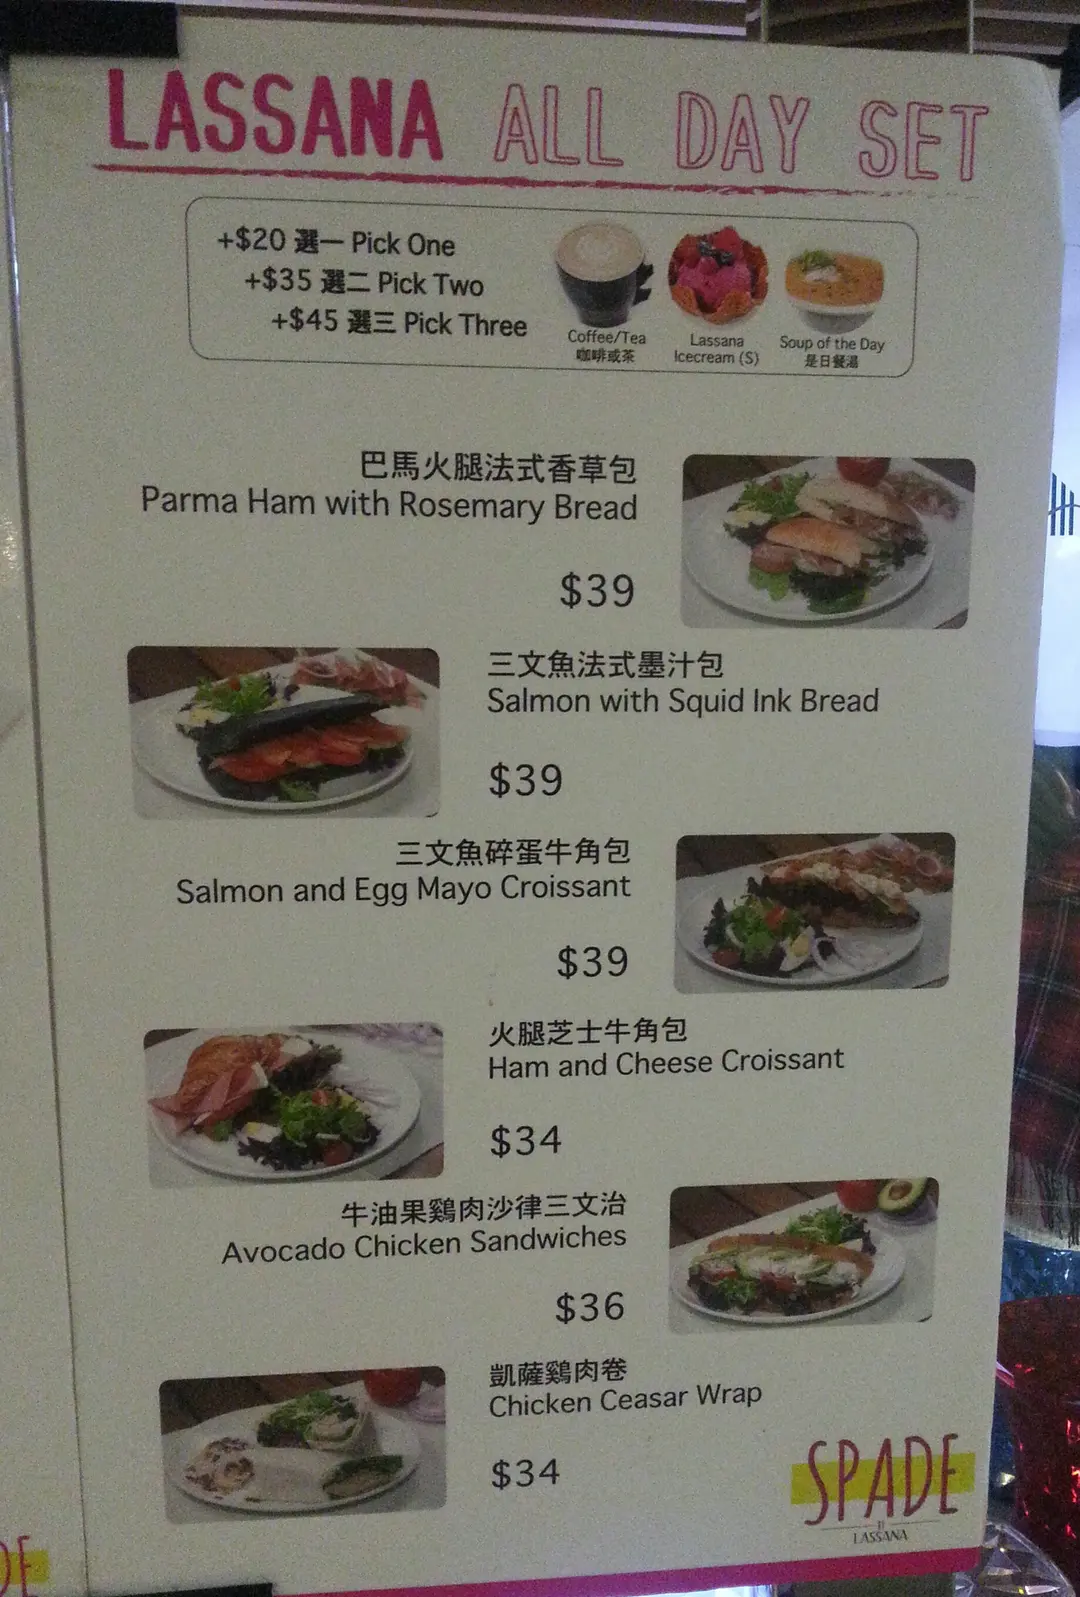 LASSANA ALL DAY SET
+$20 選一 Pick One
+$35 選二 Pick Two
+$45 選三 Pick Three
Coffee/Tea
咖啡或茶
Lassana
Icecream (S)
Soup of the Day
是日餐湯
巴馬火腿法式香草包
Parma Ham with Rosemary Bread
$39
三文魚法式墨汁包
Salmon with Squid Ink Bread
$39
三文魚碎蛋牛角包
Salmon and Egg Mayo Croissant
$39
火腿芝士牛角包
Ham and Cheese Croissant
$34
牛油果鷄肉沙律三文治
Avocado Chicken Sandwiches
$36
凱薩鷄肉卷
Chicken Ceasar Wrap
$34
SPADE
LASSANA
DE